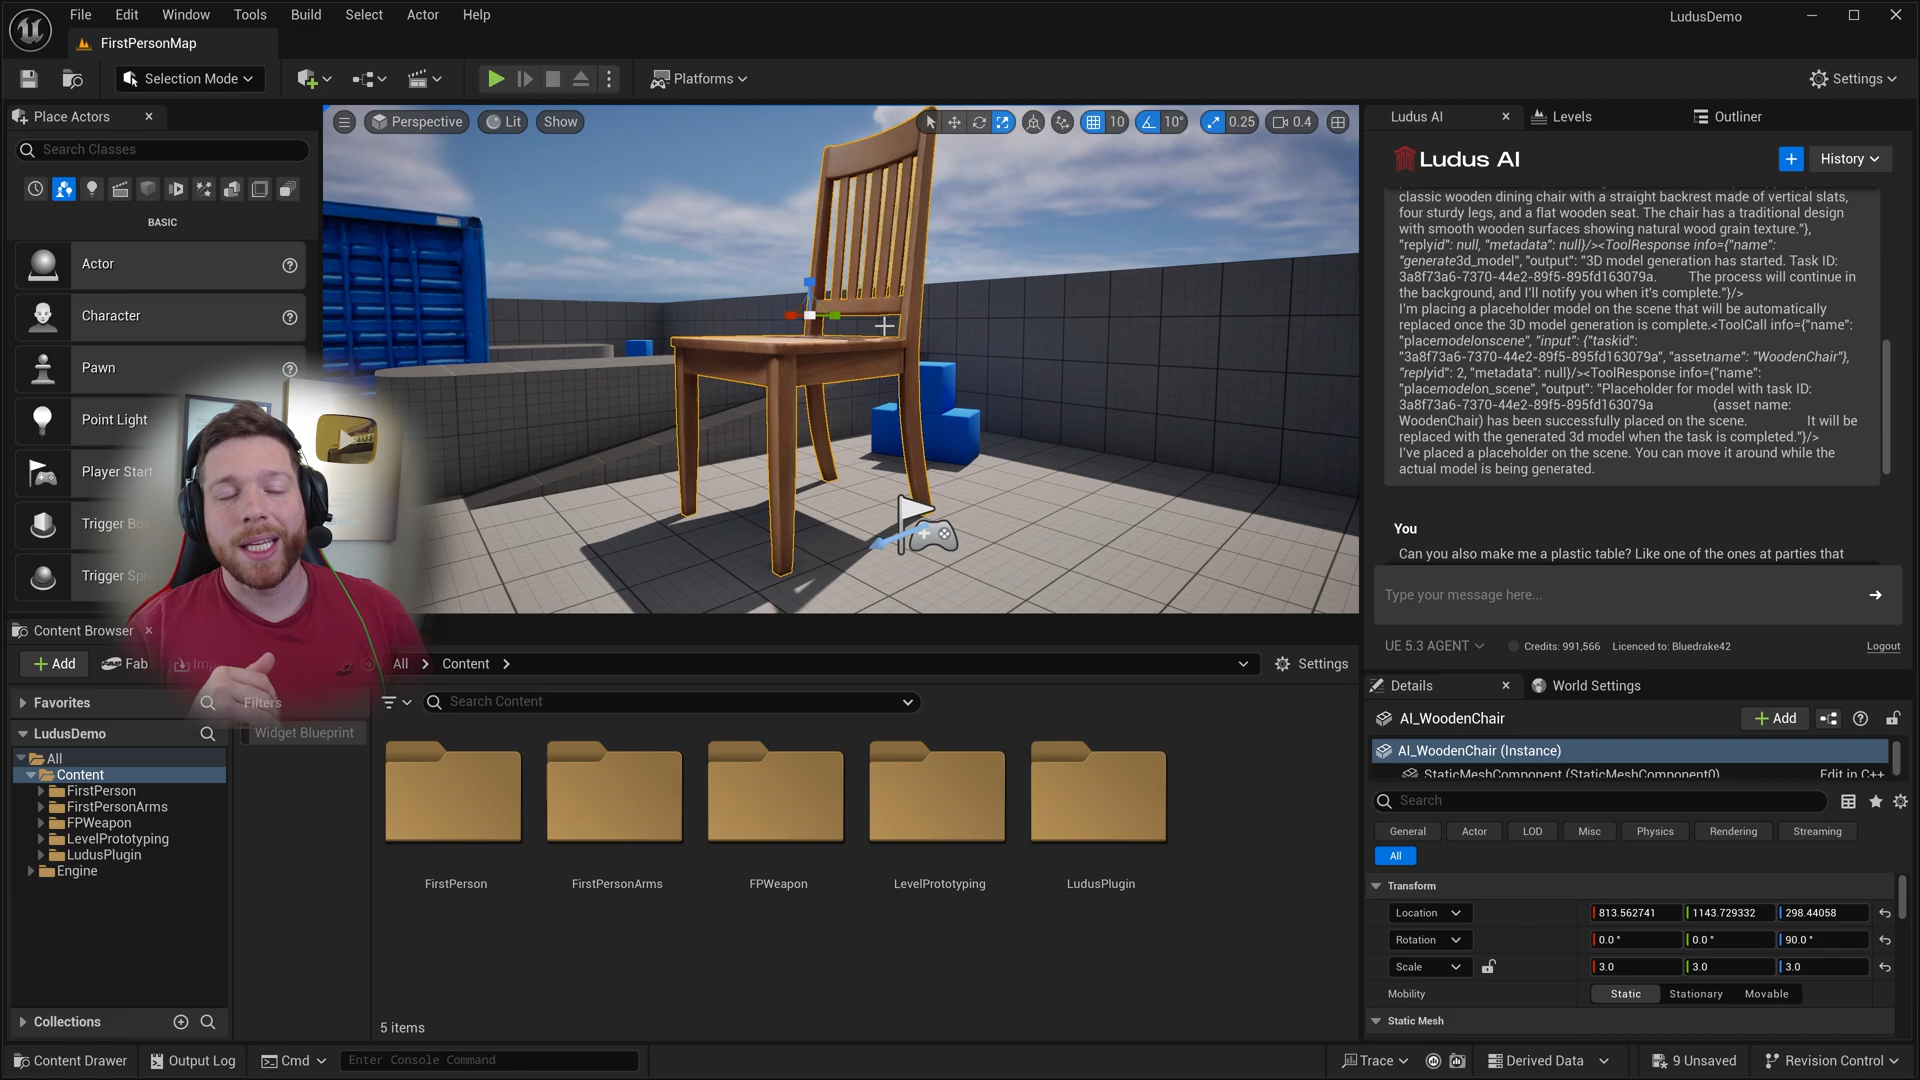 File Edit Window Tools Build Select Actor Help
LudusDemo
FirstPersonMap
Selection Mode
Platforms
Settings
Place Actors
Search Classes
BASIC
Actor
Character
Pawn
Point Light
Player Start
Trigger Bo
Trigger Sph
Perspective Lit Show
10 10° 0.25 0.4
Ludus AI Levels Outliner
Ludus AI
History
classic wooden dining chair with a straight backrest made of vertical slats,
four sturdy legs, and a flat wooden seat. The chair has a traditional design
with smooth wooden surfaces showing natural wood grain texture."},
"replyid": null, "metadata": null}/><ToolResponse info={"name":
"generate3d_model", "output": "3D model generation has started. Task ID:
3a8f73a6-7370-44e2-89f5-895fd163079a. The process will continue in
the background, and I'll notify you when it's complete."}/>
I'm placing a placeholder model on the scene that will be automatically
replaced once the 3D model generation is complete.<ToolCall info={"name":
"placemodelonscene", "input": {"taskid":
"3a8f73a6-7370-44e2-89f5-895fd163079a", "assetname": "WoodenChair"},
"replyid": 2, "metadata": null}/><ToolResponse info={"name":
"placemodelon_scene", "output": "Placeholder for model with task ID:
3a8f73a6-7370-44e2-89f5-895fd163079a (asset name:
WoodenChair) has been successfully placed on the scene. It will be
replaced with the generated 3d model when the task is completed."}/>
I've placed a placeholder on the scene. You can move it around while the
actual model is being generated.
You
Can you also make me a plastic table? Like one of the ones at parties that
Type your message here...
UE 5.3 AGENT Credits: 991,566 Licenced to: Bluedrake42 Logout
Content Browser
Add Fab Imp
All Content Settings
Favorites
Filters
Search Content
LudusDemo
Widget Blueprint
All
Content
FirstPerson
FirstPersonArms
FPWeapon
LevelPrototyping
LudusPlugin
Engine
FirstPerson FirstPersonArms FPWeapon LevelPrototyping LudusPlugin
Collections
5 items
Details World Settings
AI_WoodenChair Add
AI_WoodenChair (Instance)
StaticMeshComponent (StaticMeshComponent0) Edit in C++
Search
General Actor LOD Misc Physics Rendering Streaming
All
Transform
Location 813.562741 1143.729332 298.44058
Rotation 0.0 ° 0.0 ° 90.0 °
Scale 3.0 3.0 3.0
Mobility Static Stationary Movable
Static Mesh
Content Drawer Output Log Cmd Enter Console Command
Trace Derived Data 9 Unsaved Revision Control